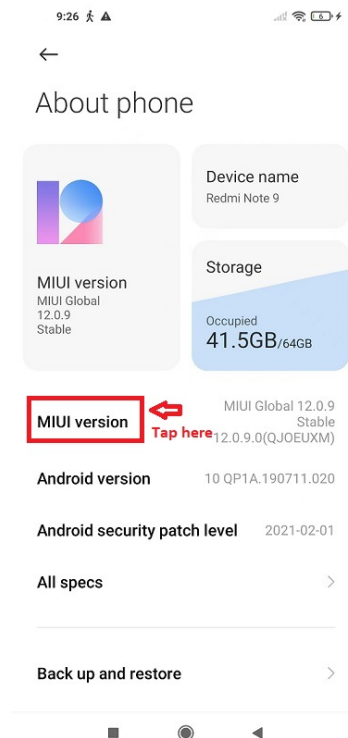 9:26
6
About phone
Device name
Redmi Note 9
MIUI version
MIUI Global
12.0.9
Stable
Storage
Occupied
41.5GB/64GB
MIUI version
Tap here
MIUI Global 12.0.9
Stable
12.0.9.0(QJOEUXM)
Android version
10 QP1A.190711.020
Android security patch level
2021-02-01
All specs
Back up and restore